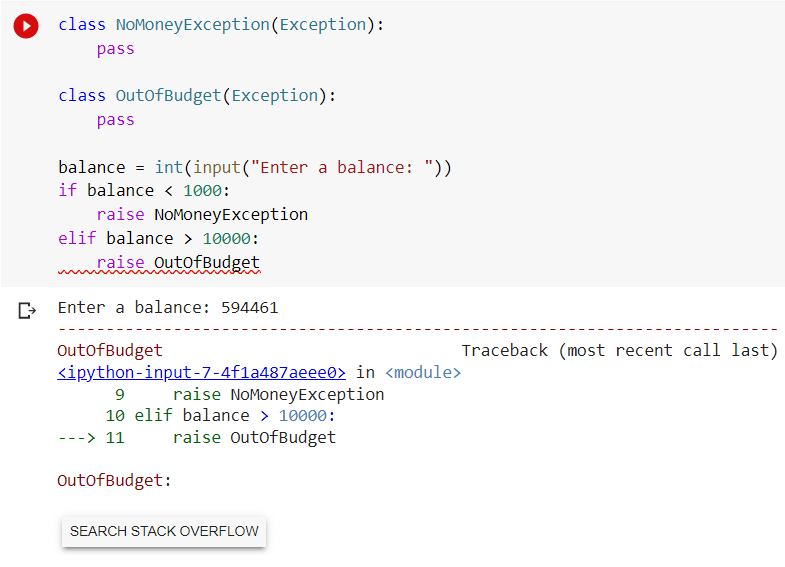 class NoMoneyException(Exception):
    pass

class OutOfBudget(Exception):
    pass

balance = int(input("Enter a balance: "))
if balance < 1000:
    raise NoMoneyException
elif balance > 10000:
    raise OutOfBudget
Enter a balance: 594461
---------------------------------------------------------------------------
OutOfBudget                               Traceback (most recent call last)
<ipython-input-7-4f1a487aeee0> in <module>
      9     raise NoMoneyException
     10 elif balance > 10000:
---> 11     raise OutOfBudget

OutOfBudget:
SEARCH STACK OVERFLOW